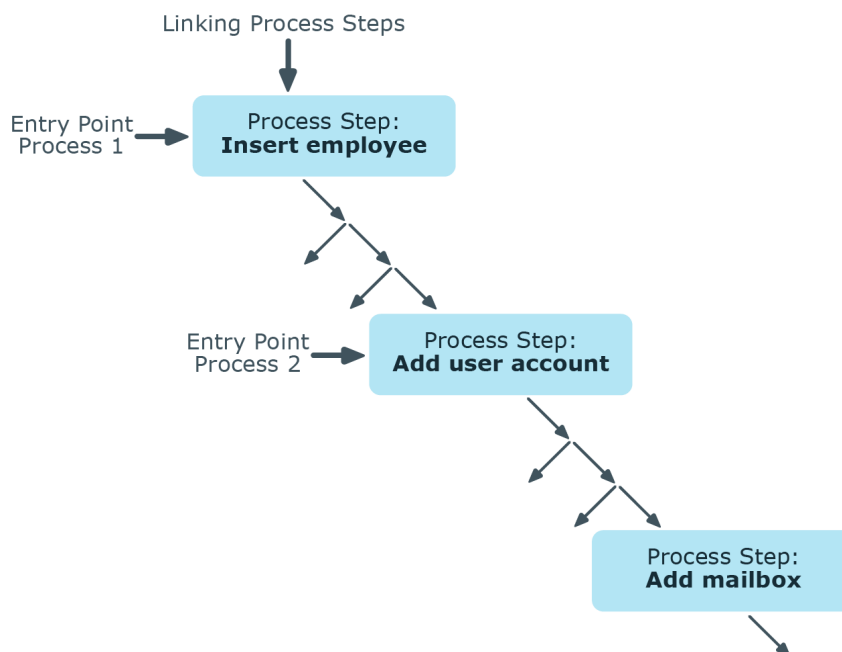 Linking Process Steps
Entry Point
Process 1
Process Step:
Insert employee
Entry Point
Process 2
Process Step:
Add user account
Process Step:
Add mailbox